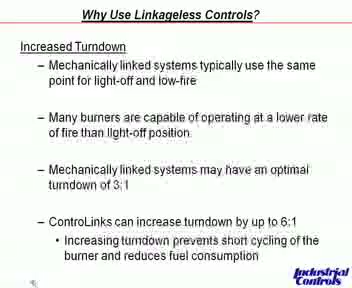 Why Use Linkageless Controls?
Increased Turndown
– Mechanically linked systems typically use the same
point for light-off and low-fire
– Many burners are capable of operating at a lower rate
of fire than light-off position.
– Mechanically linked systems may have an optimal
turndown of 3:1
– ControLinks can increase turndown by up to 6:1
• Increasing turndown prevents short cycling of the
burner and reduces fuel consumption
Industrial
Controls